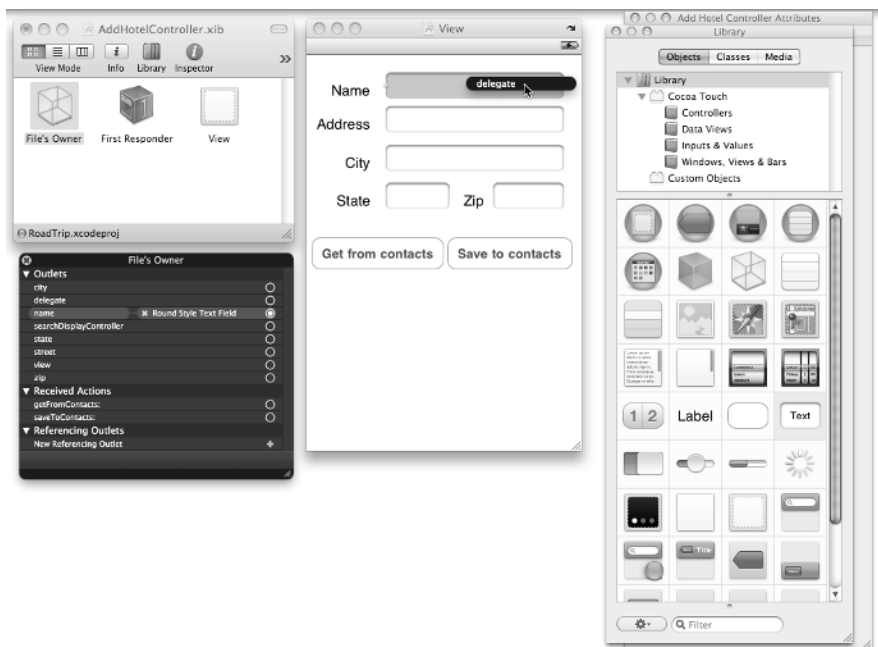 AddHotelController.xib
View Mode
Info
Library
Inspector
File's Owner
First Responder
View
RoadTrip.xcodeproj
File's Owner
Outlets
city
delegate
name
Round Style Text Field
searchDisplayController
state
street
view
zip
Received Actions
getFromContacts:
saveToContacts:
Referencing Outlets
New Referencing Outlet
View
Name
delegate
Address
City
State
Zip
Get from contacts
Save to contacts
Add Hotel Controller Attributes
Library
Objects
Classes
Media
Library
Cocoa Touch
Controllers
Data Views
Inputs & Values
Windows, Views & Bars
Custom Objects
1 2
Label
Text
Title
Filter